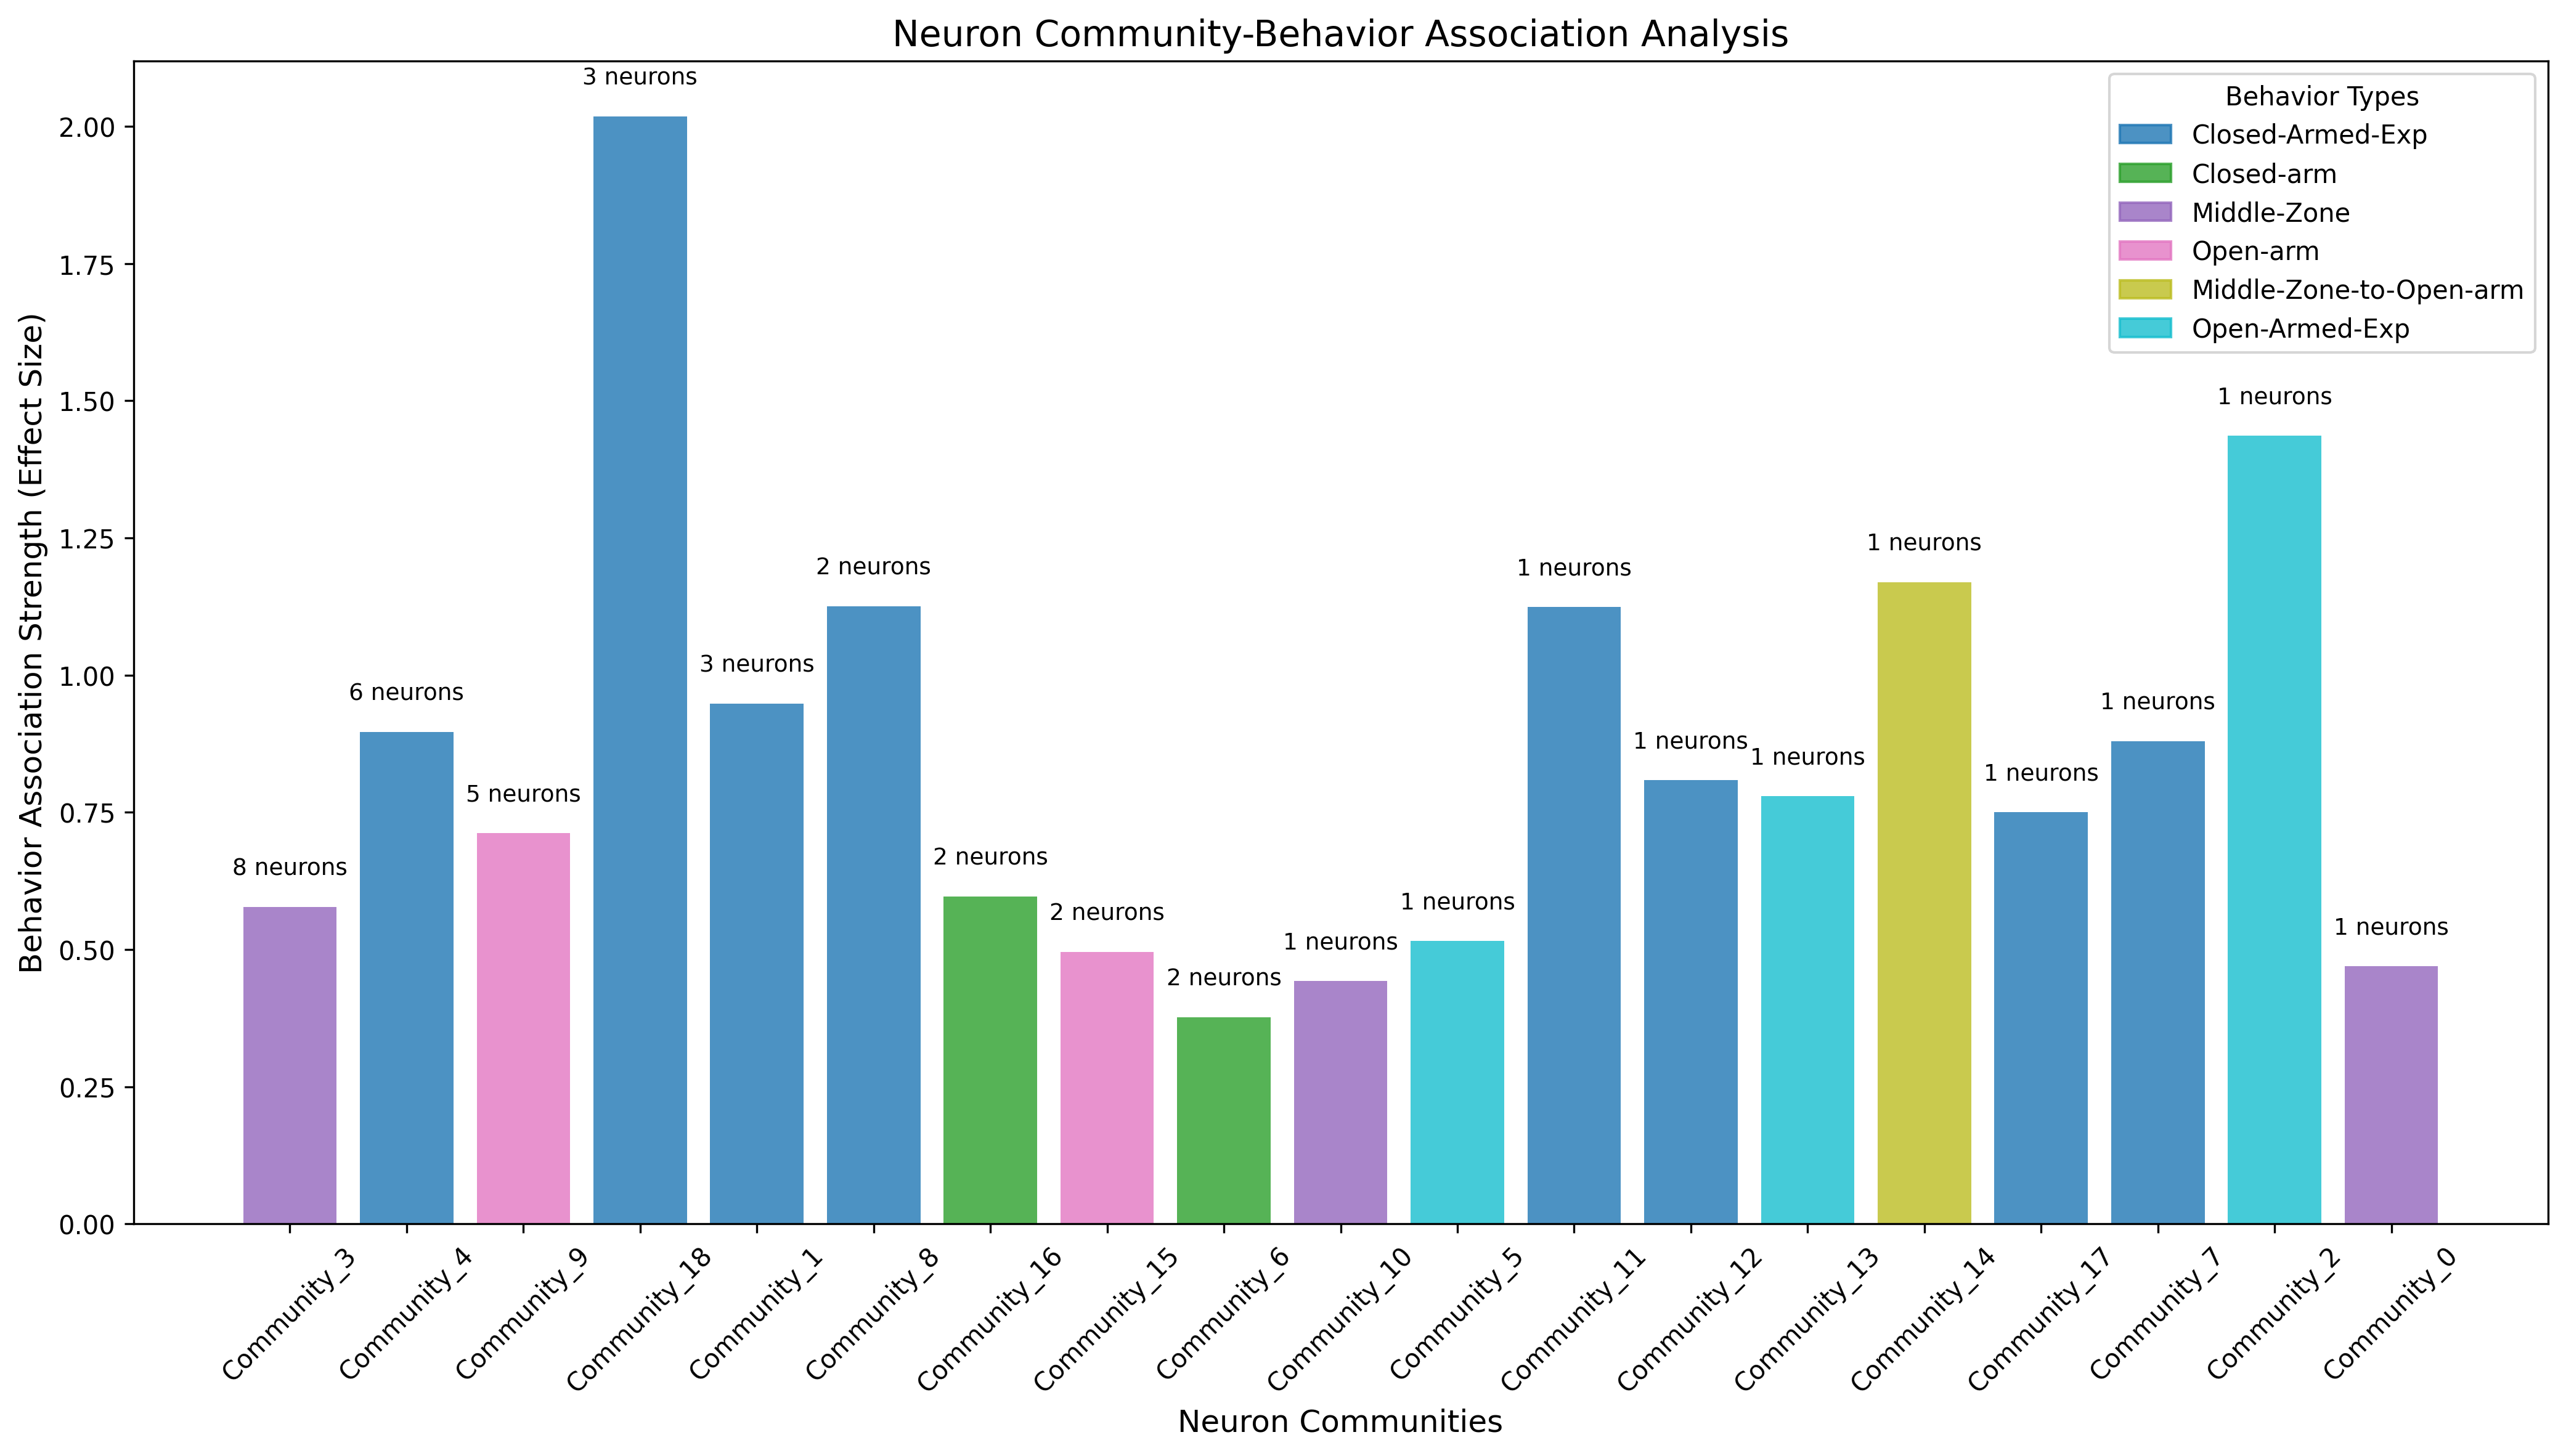 Neuron Community-Behavior Association Analysis
Behavior Association Strength (Effect Size)
2.00
1.75
1.50
1.25
1.00
0.75
0.50
0.25
0.00
8 neurons
6 neurons
5 neurons
3 neurons
3 neurons
2 neurons
2 neurons
2 neurons
2 neurons
1 neurons
1 neurons
1 neurons
1 neurons
1 neurons
1 neurons
1 neurons
1 neurons
1 neurons
1 neurons
Behavior Types
Closed-Armed-Exp
Closed-arm
Middle-Zone
Open-arm
Middle-Zone-to-Open-arm
Open-Armed-Exp
Community_3
Community_4
Community_9
Community_18
Community_1
Community_8
Community_16
Community_15
Community_6
Community_10
Community_5
Community_11
Community_12
Community_13
Community_14
Community_17
Community_7
Community_2
Community_0
Neuron Communities